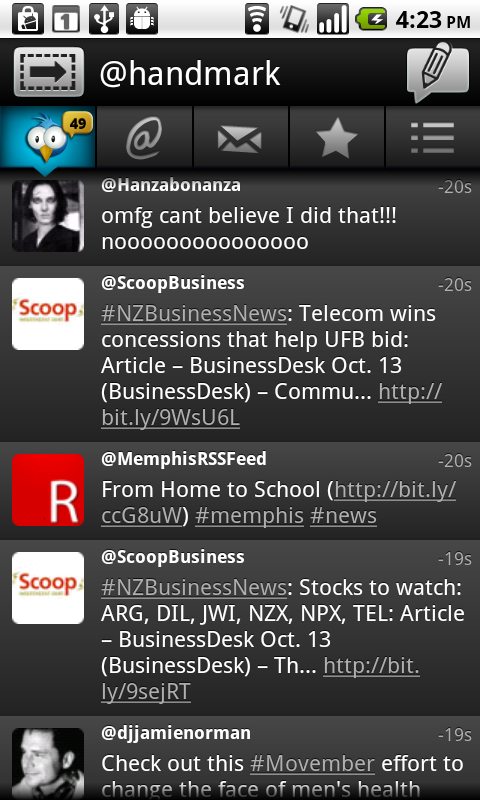 1
4:23 PM
@handmark
49
@
@Hanzabonanza
-20s
omfg cant believe I did that!!!
nooooooooooooooo
@ScoopBusiness
-20s
Scoop
#NZBusinessNews: Telecom wins
concessions that help UFB bid:
Article – BusinessDesk Oct. 13
(BusinessDesk) – Commu... http://
bit.ly/9WsU6L
@MemphisRSSFeed
-20s
R
From Home to School (http://bit.ly/
ccG8uW) #memphis #news
@ScoopBusiness
-19s
Scoop
#NZBusinessNews: Stocks to watch:
ARG, DIL, JWI, NZX, NPX, TEL: Article
– BusinessDesk Oct. 13
(BusinessDesk) – Th... http://bit.
ly/9sejRT
@djjamienorman
-19s
Check out this #Movember effort to
change the face of men's health